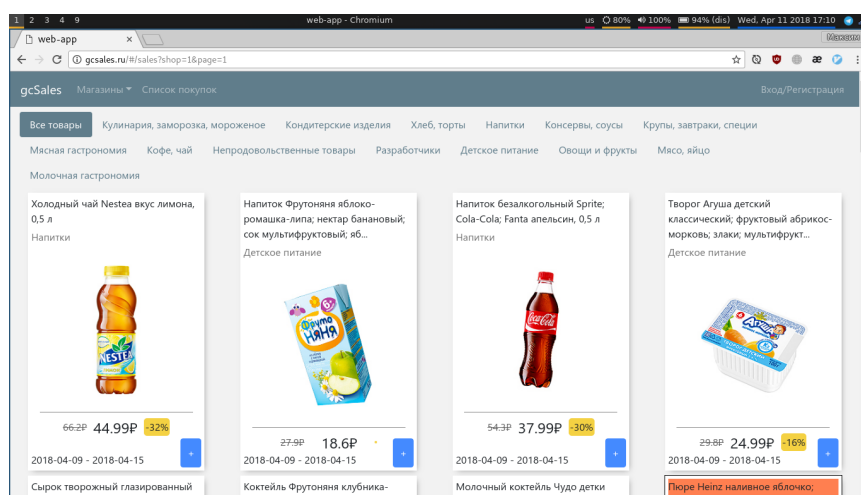 1 2 3 4 9 web-app - Chromium us 80% 100% 94% (dis) Wed, Apr 11 2018 17:10
web-app × Максим
gcsales.ru/#/sales?shop=1&page=1
gcSales Магазины Список покупок Вход/Регистрация
Все товары Кулинария, заморозка, мороженое Кондитерские изделия Хлеб, торты Напитки Консервы, соусы Крупы, завтраки, специи
Мясная гастрономия Кофе, чай Непродовольственные товары Разработчики Детское питание Овощи и фрукты Мясо, яйцо
Молочная гастрономия
Холодный чай Nestea вкус лимона,
0,5 л
Напитки
NESTEA
66.2₽ 44.99₽ -32%
2018-04-09 - 2018-04-15 +
Напиток Фрутоняня яблоко-
ромашка-липа; нектар банановый;
сок мультифруктовый; яб...
Детское питание
Фруто
НЯНЯ
27.9₽ 18.6₽
2018-04-09 - 2018-04-15 +
Напиток безалкогольный Sprite;
Cola-Cola; Fanta апельсин, 0,5 л
Напитки
Coca-Cola
54.3₽ 37.99₽ -30%
2018-04-09 - 2018-04-15 +
Творог Агуша детский
классический; фруктовый абрикос-
морковь; злаки; мультифрукт...
Детское питание
АГУША
29.8₽ 24.99₽ -16%
2018-04-09 - 2018-04-15 +
Сырок творожный глазированный
Коктейль Фрутоняня клубника-
Молочный коктейль Чудо детки
Пюре Heinz наливное яблочко;